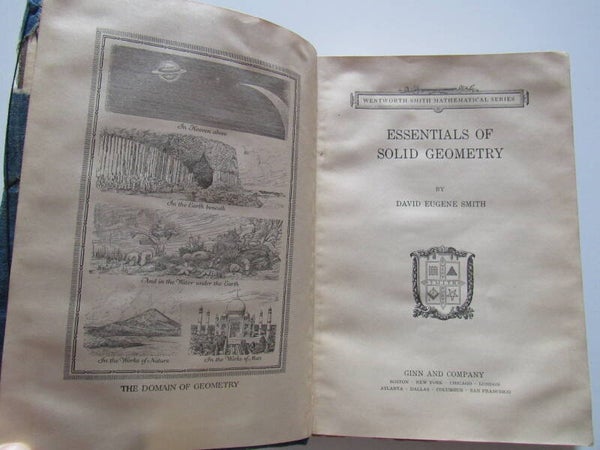 In Heaven above
In the Earth beneath
And in the Water under the Earth
In the Works of Nature
In the Works of Man
THE DOMAIN OF GEOMETRY
WENTWORTH-SMITH MATHEMATICAL SERIES
ESSENTIALS OF
SOLID GEOMETRY
BY
DAVID EUGENE SMITH
GINN AND COMPANY
BOSTON · NEW YORK · CHICAGO · LONDON
ATLANTA · DALLAS · COLUMBUS · SAN FRANCISCO